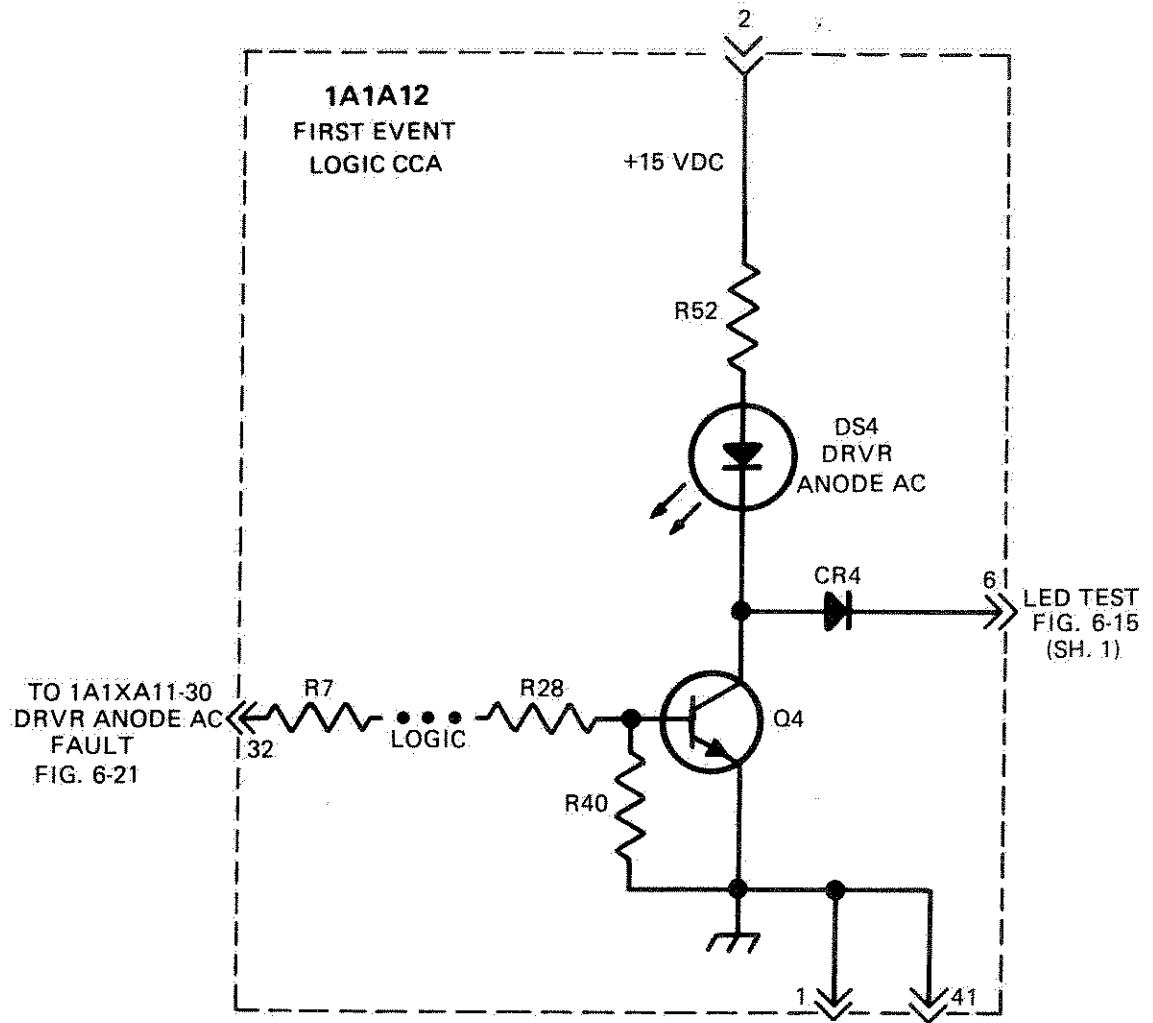 2
1A1A12
FIRST EVENT
LOGIC CCA
+15 VDC
R52
DS4
DRVR
ANODE AC
CR4
6
LED TEST
FIG. 6-15
(SH. 1)
TO 1A1XA11-30
DRVR ANODE AC
FAULT
FIG. 6-21
32
R7
LOGIC
R28
Q4
R40
1
41